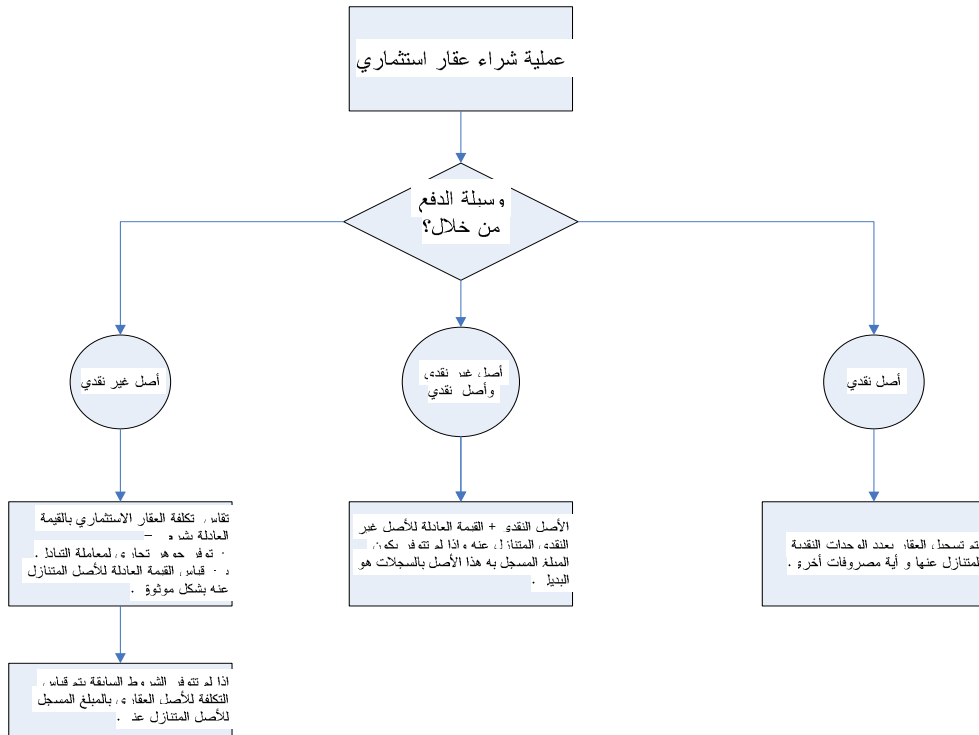 عملية شراء عقار استثماري
وسيلة الدفع
من خلال؟
أصل نقدي
أصل غير نقدي
وأصل نقدي
أصل غير نقدي
يتم تسجيل العقار بعدد الوحدات النقدية
المتنازل عنها و أية مصروفات أخرى .
الأصل النقدي + القيمة العادلة للأصل غير
النقدي المتنازل عنه وإذا لم تتوفر يكون
المبلغ المسجل به هذا الأصل بالسجلات هو
البديل .
تقاس تكلفة العقار الاستثماري بالقيمة
العادلة بشرط –
- توفر جوهر تجاري لمعاملة التبادل .
- قياس القيمة العادلة للأصل المتنازل
عنه بشكل موثوق .
اذا لم تتوفر الشروط السابقة يتم قياس
التكلفة للأصل العقاري بالمبلغ المسجل
للأصل المتنازل عنه .